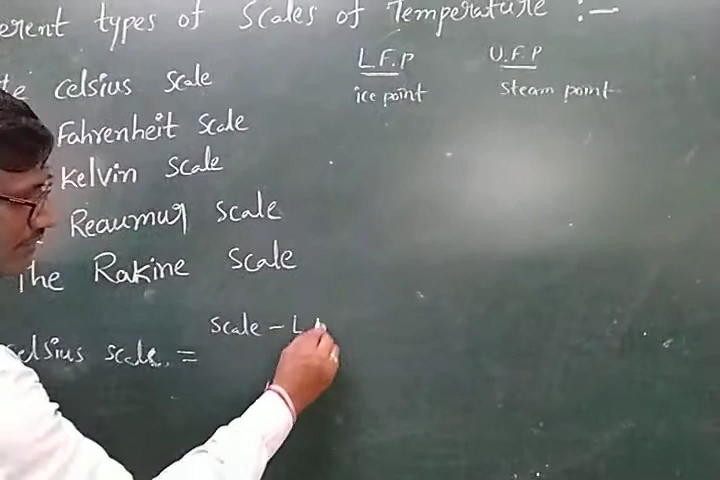 erent types of Scales of Temperature :-
L.F.P U.F.P
ice point steam point
te celsius scale
Fahrenheit scale
kelvin scale
Reaumur scale
The Rakine scale
scale - L.
elsius scale =